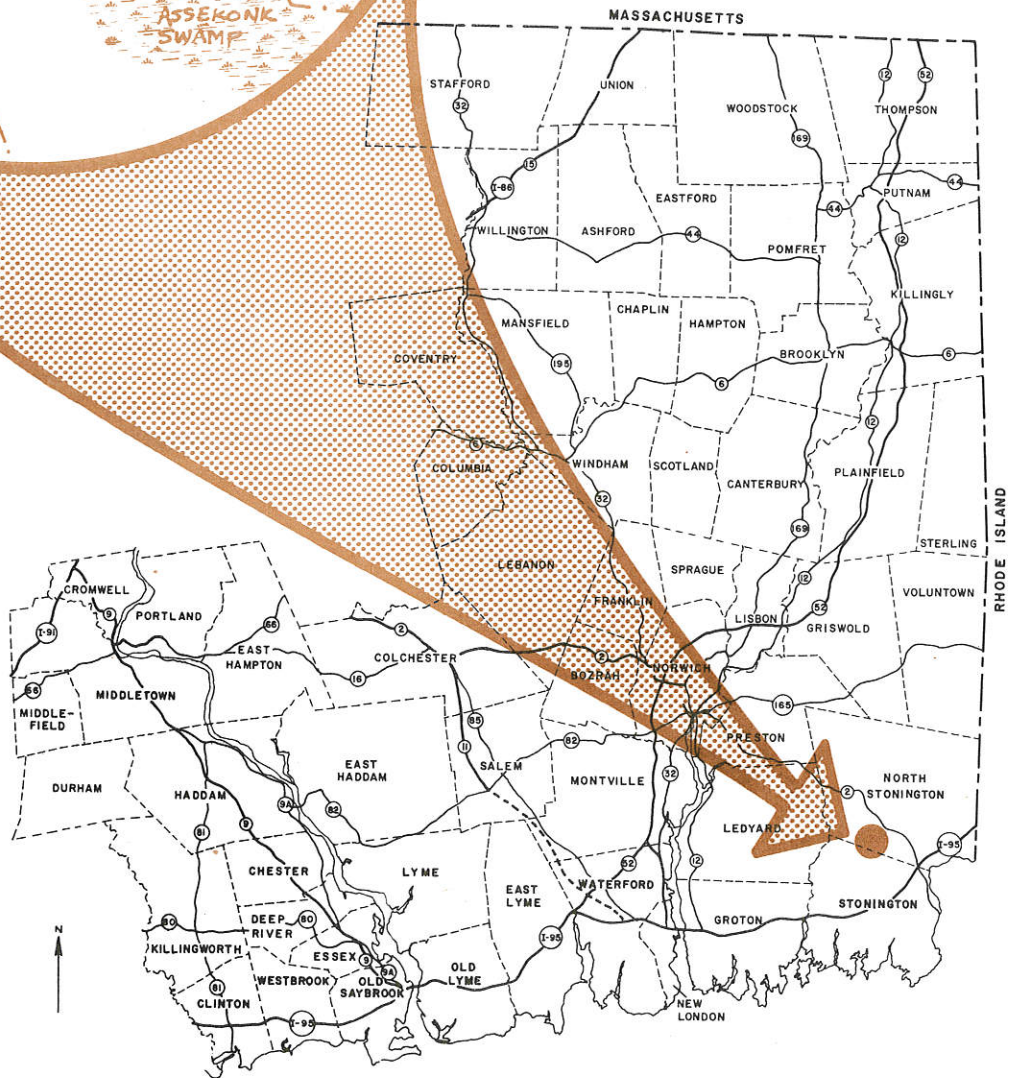 ASSEKONK
SWAMP
MASSACHUSETTS
STAFFORD
32
UNION
WOODSTOCK
169
12
52
THOMPSON
15
I-86
44
PUTNAM
44
EASTFORD
WILLINGTON
ASHFORD
44
POMFRET
12
KILLINGLY
MANSFIELD
CHAPLIN
HAMPTON
COVENTRY
195
BROOKLYN
6
6
12
6
COLUMBIA
WINDHAM
SCOTLAND
CANTERBURY
PLAINFIELD
32
169
RHODE ISLAND
STERLING
LEBANON
SPRAGUE
12
VOLUNTOWN
CROMWELL
9
PORTLAND
FRANKLIN
52
LISBON
GRISWOLD
I-91
66
EAST
HAMPTON
2
COLCHESTER
2
BOZRAH
NORWICH
16
66
MIDDLETOWN
MIDDLE-
FIELD
165
85
11
82
PRESTON
EAST
HADDAM
SALEM
MONTVILLE
32
2
NORTH
STONINGTON
DURHAM
HADDAM
9A
82
81
9
LEDYARD
I-95
CHESTER
LYME
52
12
EAST
LYME
WATERFORD
STONINGTON
80
DEEP
RIVER
80
GROTON
N
KILLINGWORTH
ESSEX
9
I-95
9A
OLD
LYME
WESTBROOK
OLD
SAYBROOK
81
CLINTON
NEW
LONDON
I-95